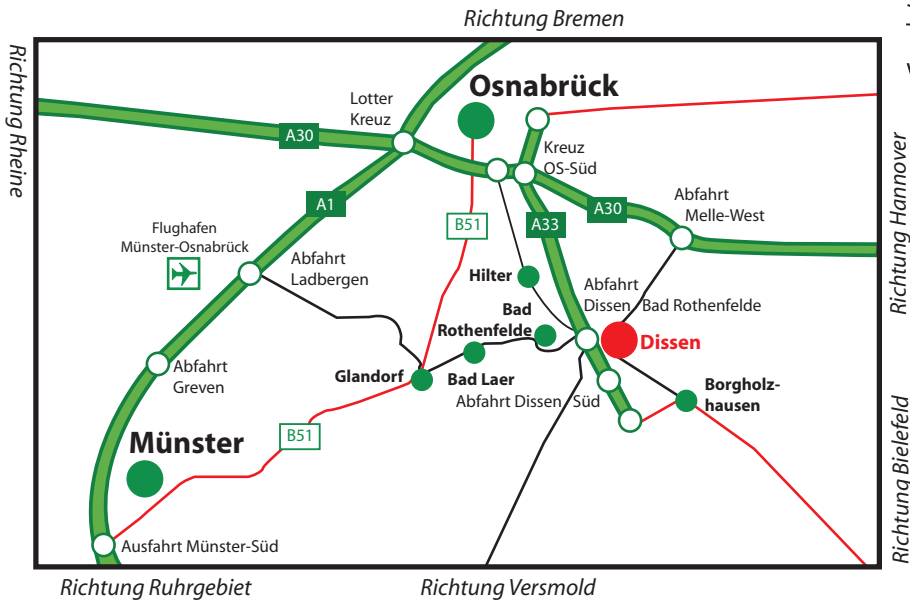 Richtung Bremen
Richtung Rheine
Osnabrück
Lotter
Kreuz
A30
Kreuz
OS-Süd
Richtung Hannover
A1
B51
A33
A30
Abfahrt
Melle-West
Flughafen
Münster-Osnabrück
Abfahrt
Ladbergen
Hilter
Abfahrt
Dissen Bad Rothenfelde
Bad
Rothenfelde
Dissen
Abfahrt
Greven
Glandorf
Bad Laer
Abfahrt Dissen Süd
Borgholz-
hausen
Münster
B51
Richtung Bielefeld
Ausfahrt Münster-Süd
Richtung Ruhrgebiet
Richtung Versmold